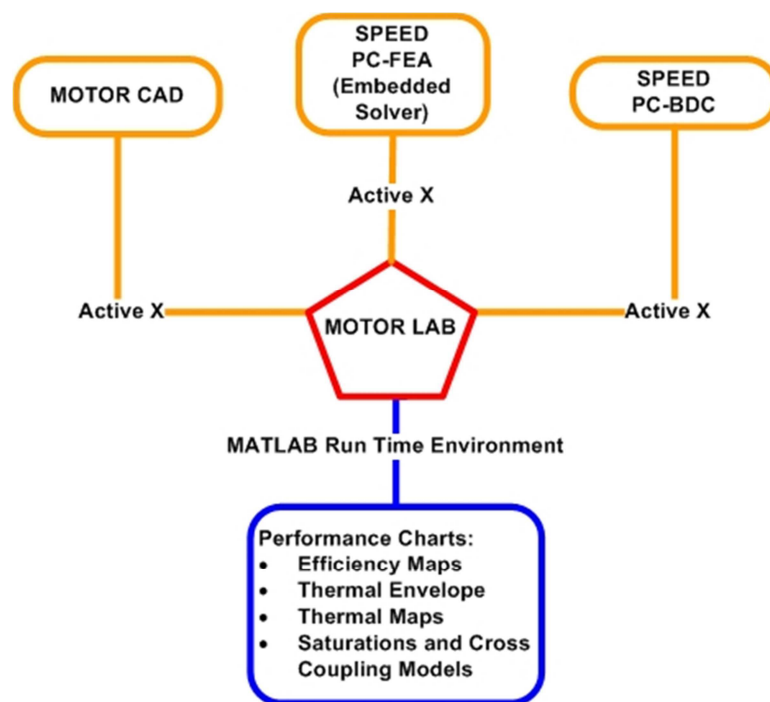 MOTOR CAD
SPEED
PC-FEA
(Embedded
Solver)
SPEED
PC-BDC
Active X
Active X
MOTOR LAB
Active X
MATLAB Run Time Environment
Performance Charts:
• Efficiency Maps
• Thermal Envelope
• Thermal Maps
• Saturations and Cross
Coupling Models